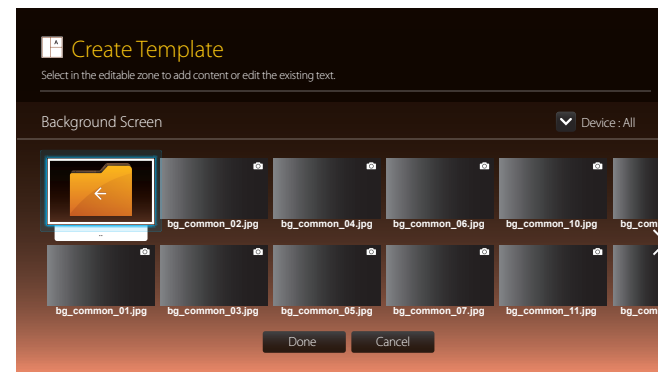 A
Create Template
Select in the editable zone to add content or edit the existing text.
Background Screen
Device : All
bg_common_02.jpg bg_common_04.jpg bg_common_06.jpg bg_common_10.jpg bg_com
..
bg_common_01.jpg bg_common_03.jpg bg_common_05.jpg bg_common_07.jpg bg_common_11.jpg bg_com
Done Cancel